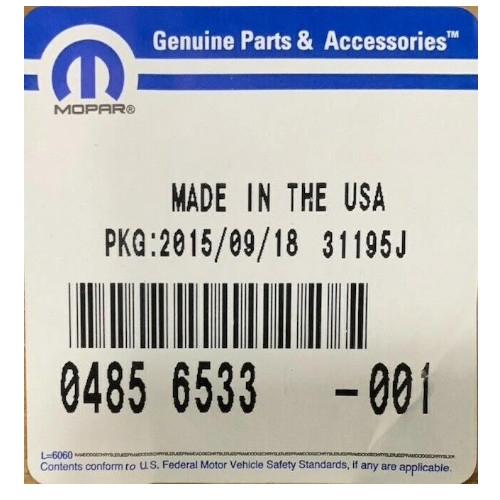 Genuine Parts & Accessories™
MOPAR®
MADE IN THE USA
PKG:2015/09/18 31195J
0485 6533 -001
L=6060
Contents conform to U.S. Federal Motor Vehicle Safety Standards, if any are applicable.